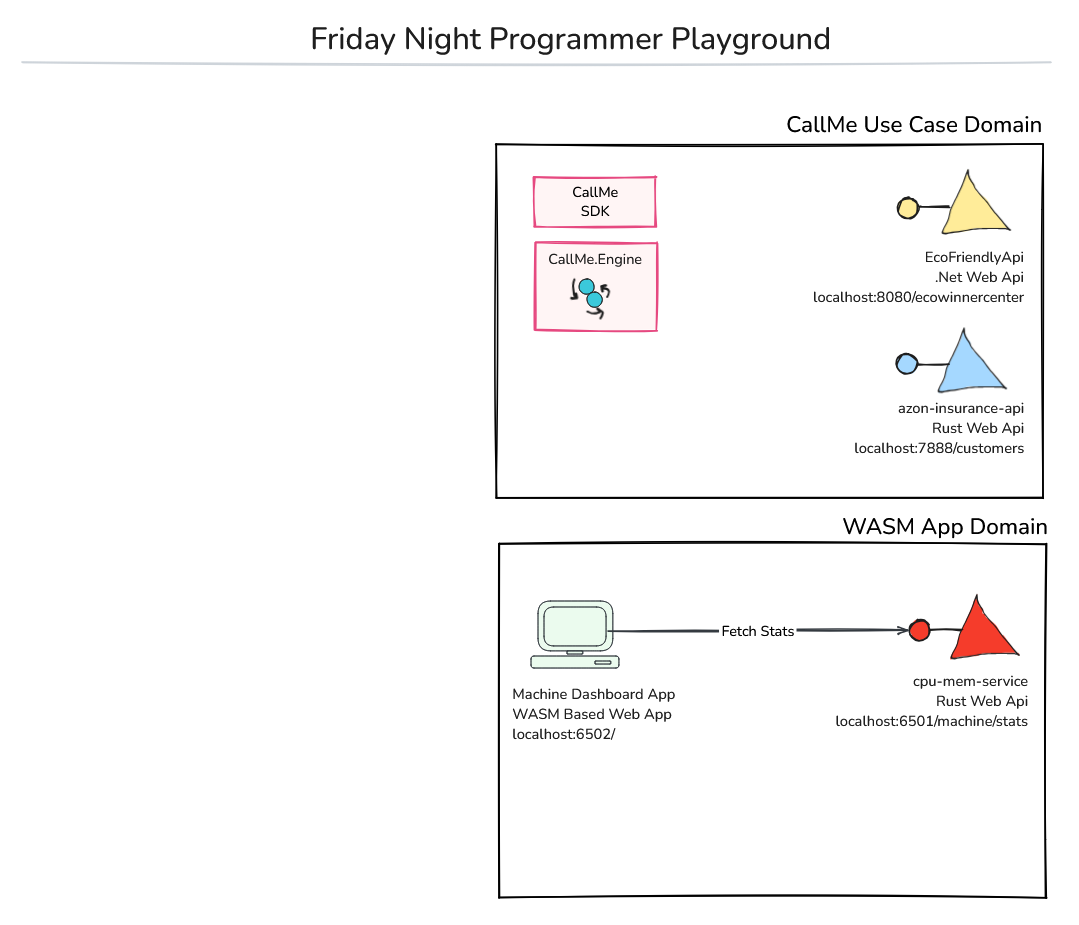 Friday Night Programmer Playground
CallMe Use Case Domain
CallMe
SDK
CallMe.Engine
EcoFriendlyApi
.Net Web Api
localhost:8080/ecowinnercenter
azon-insurance-api
Rust Web Api
localhost:7888/customers
WASM App Domain
Fetch Stats
Machine Dashboard App
WASM Based Web App
localhost:6502/
cpu-mem-service
Rust Web Api
localhost:6501/machine/stats